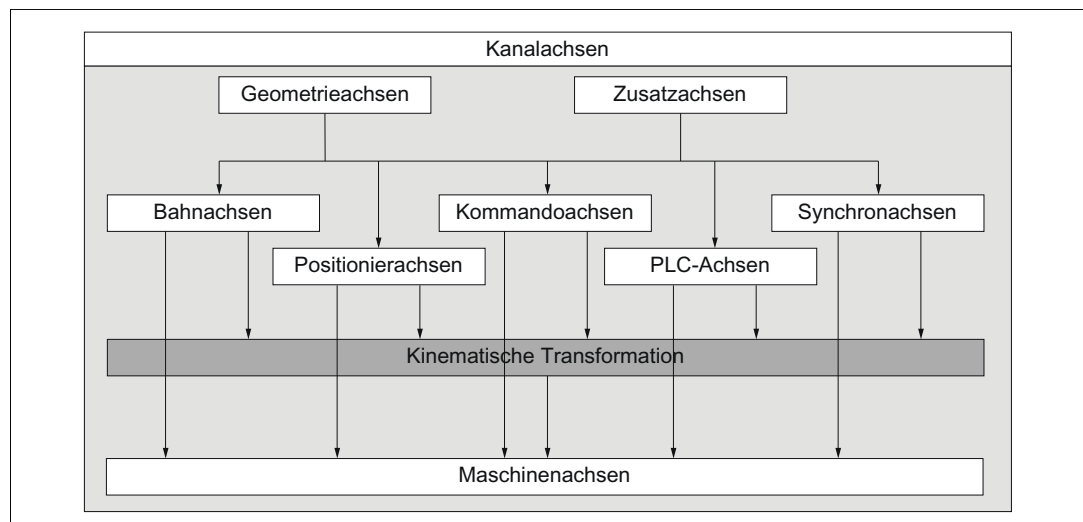 Kanalachsen
Geometrieachsen
Zusatzachsen
Bahnachsen
Kommandoachsen
Synchronachsen
Positionierachsen
PLC-Achsen
Kinematische Transformation
Maschinenachsen